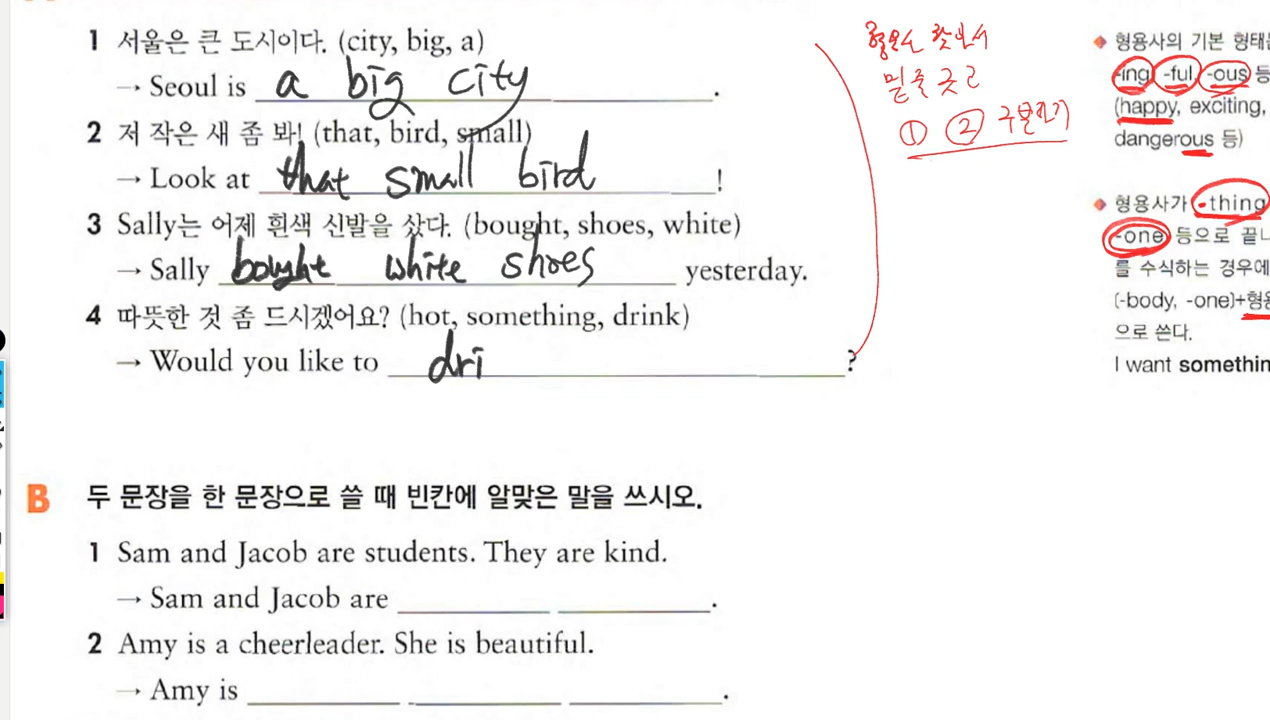 1 서울은 큰 도시이다. (city, big, a)
→ Seoul is a big city.
2 저 작은 새 좀 봐! (that, bird, small)
→ Look at that small bird!
3 Sally는 어제 흰색 신발을 샀다. (bought, shoes, white)
→ Sally bought white shoes yesterday.
4 따뜻한 것 좀 드시겠어요? (hot, something, drink)
→ Would you like to dri ?
형용사 찾아서
밑줄 긋고
① ② 구분하기
◆ 형용사의 기본 형태는
-ing, -ful, -ous 등
(happy, exciting,
dangerous 등)
◆ 형용사가 -thing
-one 등으로 끝나
를 수식하는 경우에
(-body, -one)+형용
으로 쓴다.
I want somethin
B 두 문장을 한 문장으로 쓸 때 빈칸에 알맞은 말을 쓰시오.
1 Sam and Jacob are students. They are kind.
→ Sam and Jacob are .
2 Amy is a cheerleader. She is beautiful.
→ Amy is .